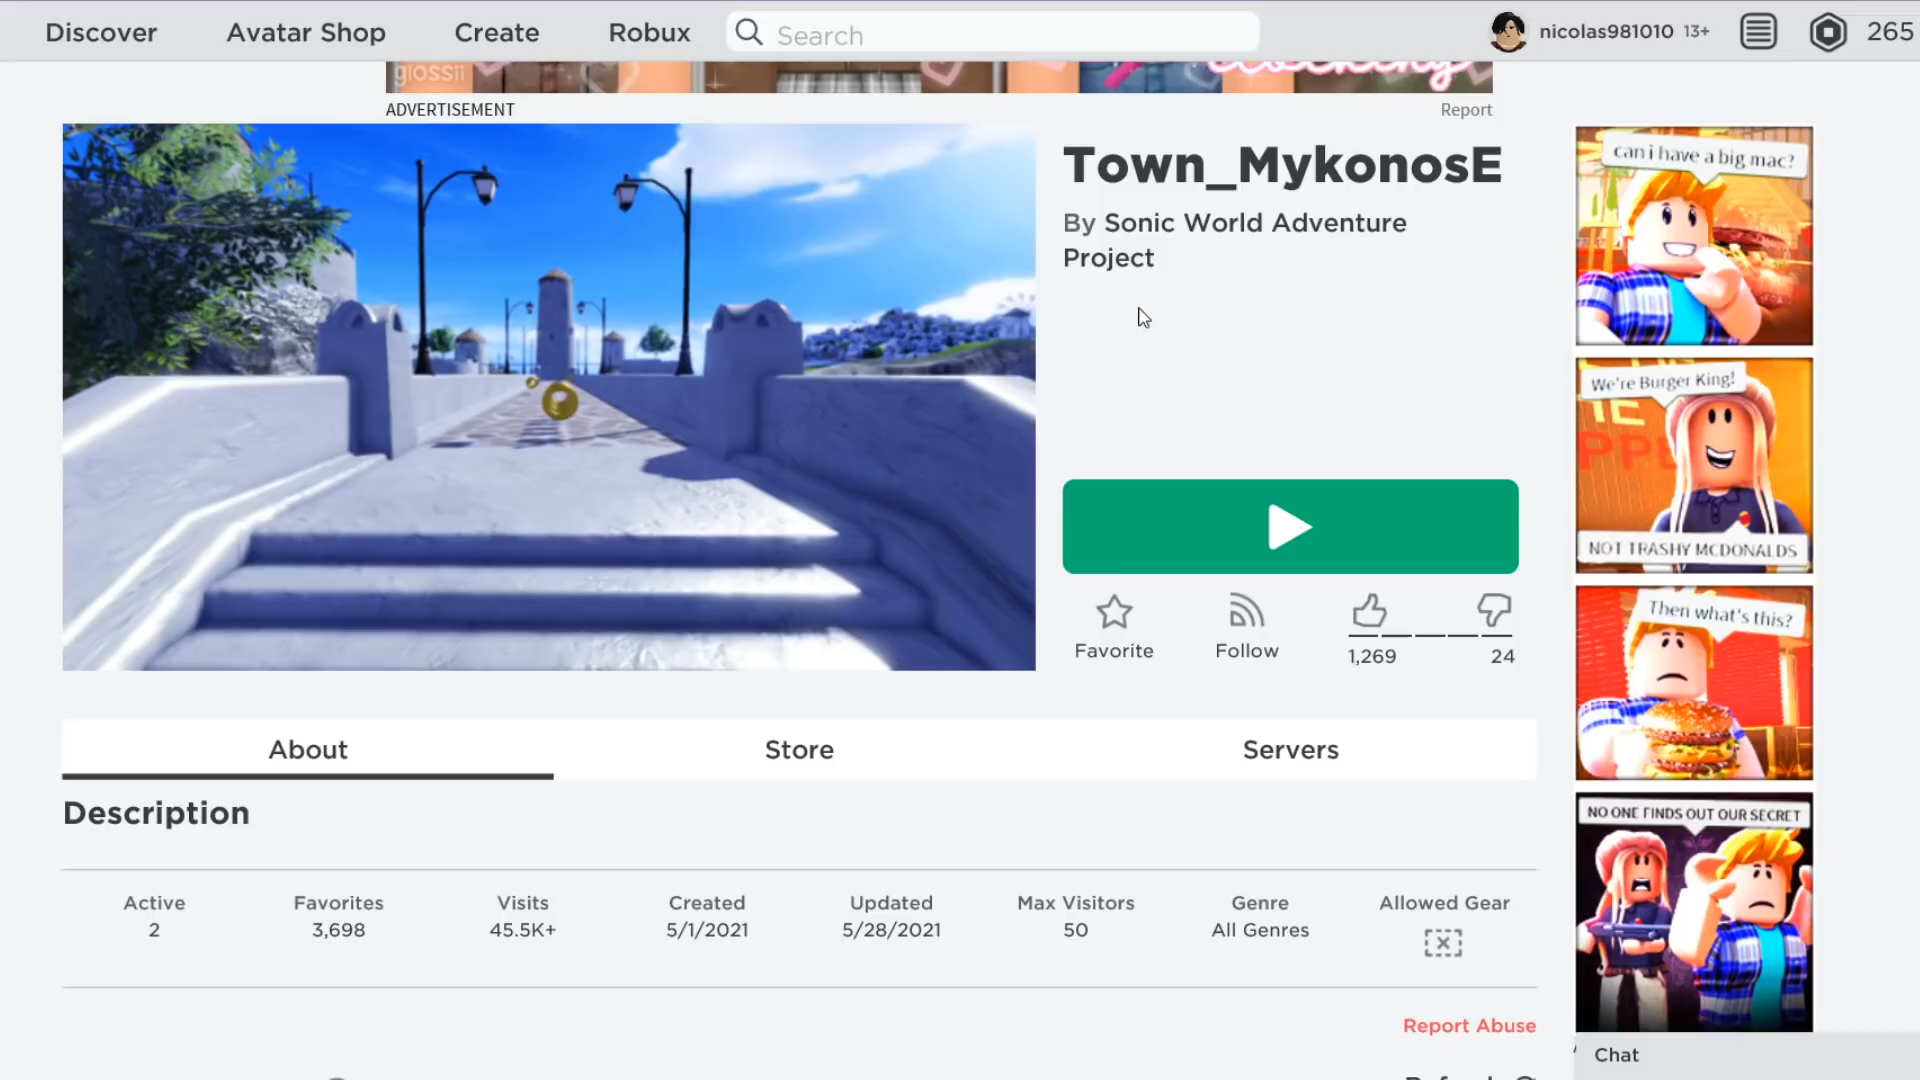 Discover
Avatar Shop
Create
Robux
Search
nicolas981010 13+
265
glossii
ADVERTISEMENT
Report
Town_MykonosE
By Sonic World Adventure
Project
can i have a big mac?
We're Burger King!
NOT TRASHY MCDONALDS
Then what's this?
NO ONE FINDS OUT OUR SECRET
Favorite
Follow
1,269
24
About
Store
Servers
Description
Active
2
Favorites
3,698
Visits
45.5K+
Created
5/1/2021
Updated
5/28/2021
Max Visitors
50
Genre
All Genres
Allowed Gear
Report Abuse
Chat